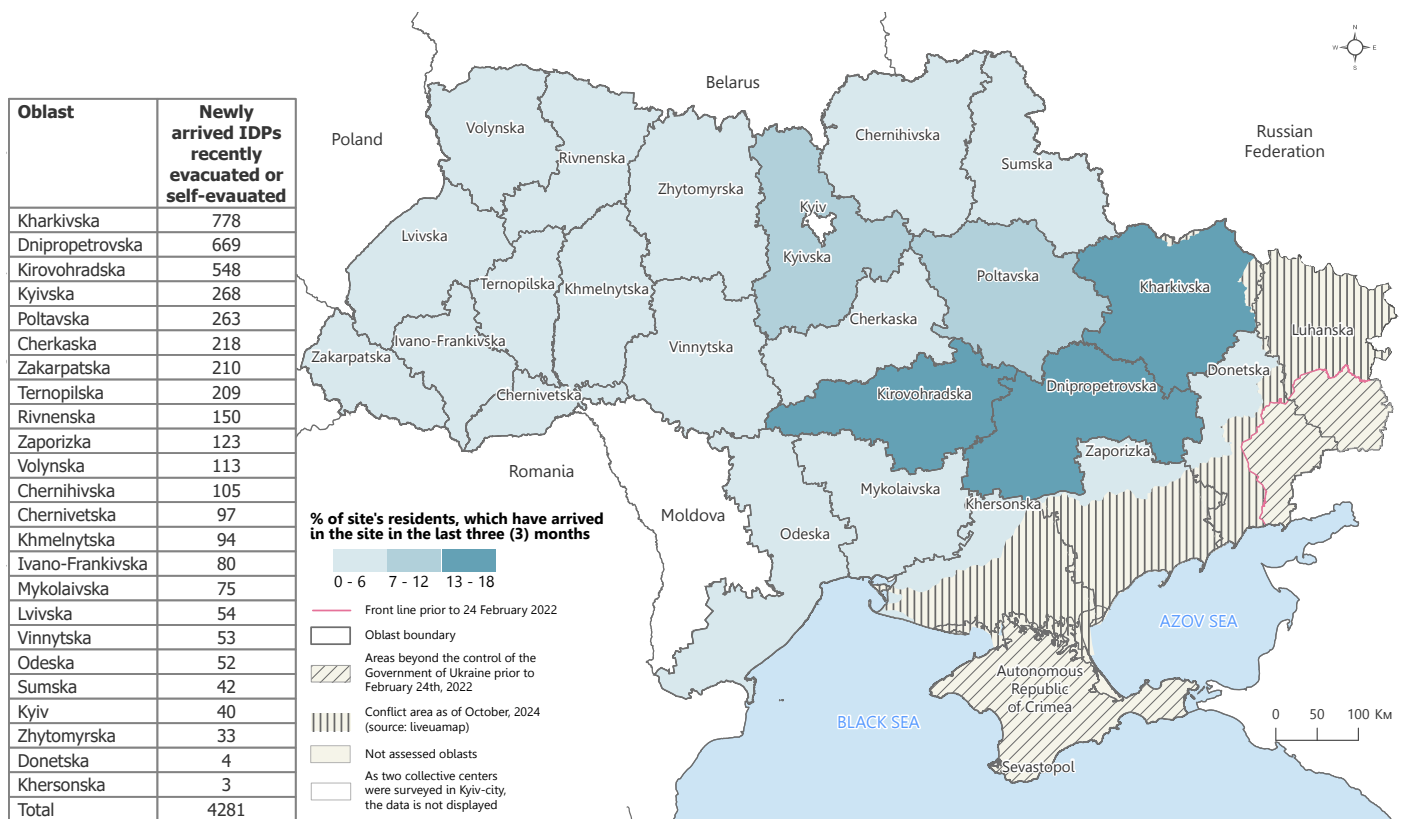 Oblast Newly
arrived IDPs
recently
evacuated or
self-evauated
Kharkivska 778
Dnipropetrovska 669
Kirovohradska 548
Kyivska 268
Poltavska 263
Cherkaska 218
Zakarpatska 210
Ternopilska 209
Rivnenska 150
Zaporizka 123
Volynska 113
Chernihivska 105
Chernivetska 97
Khmelnytska 94
Ivano-Frankivska 80
Mykolaivska 75
Lvivska 54
Vinnytska 53
Odeska 52
Sumska 42
Kyiv 40
Zhytomyrska 33
Donetska 4
Khersonska 3
Total 4281
N
W E
S
Belarus
Poland
Russian
Federation
Volynska
Rivnenska
Zhytomyrska
Chernihivska
Sumska
Kyiv
Kyivska
Lvivska
Ternopilska
Khmelnytska
Poltavska
Kharkivska
Cherkaska
Luhanska
Ivano-Frankivska
Zakarpatska
Vinnytska
Donetska
Chernivetska
Kirovohradska
Dnipropetrovska
Romania
Zaporizka
Moldova
Mykolaivska
Khersonska
Odeska
AZOV SEA
BLACK SEA
Autonomous
Republic
of Crimea
Sevastopol
0 50 100 Км
% of site's residents, which have arrived
in the site in the last three (3) months
0 - 6 7 - 12 13 - 18
Front line prior to 24 February 2022
Oblast boundary
Areas beyond the control of the
Government of Ukraine prior to
February 24th, 2022
Conflict area as of October, 2024
(source: liveuamap)
Not assessed oblasts
As two collective centers
were surveyed in Kyiv-city,
the data is not displayed